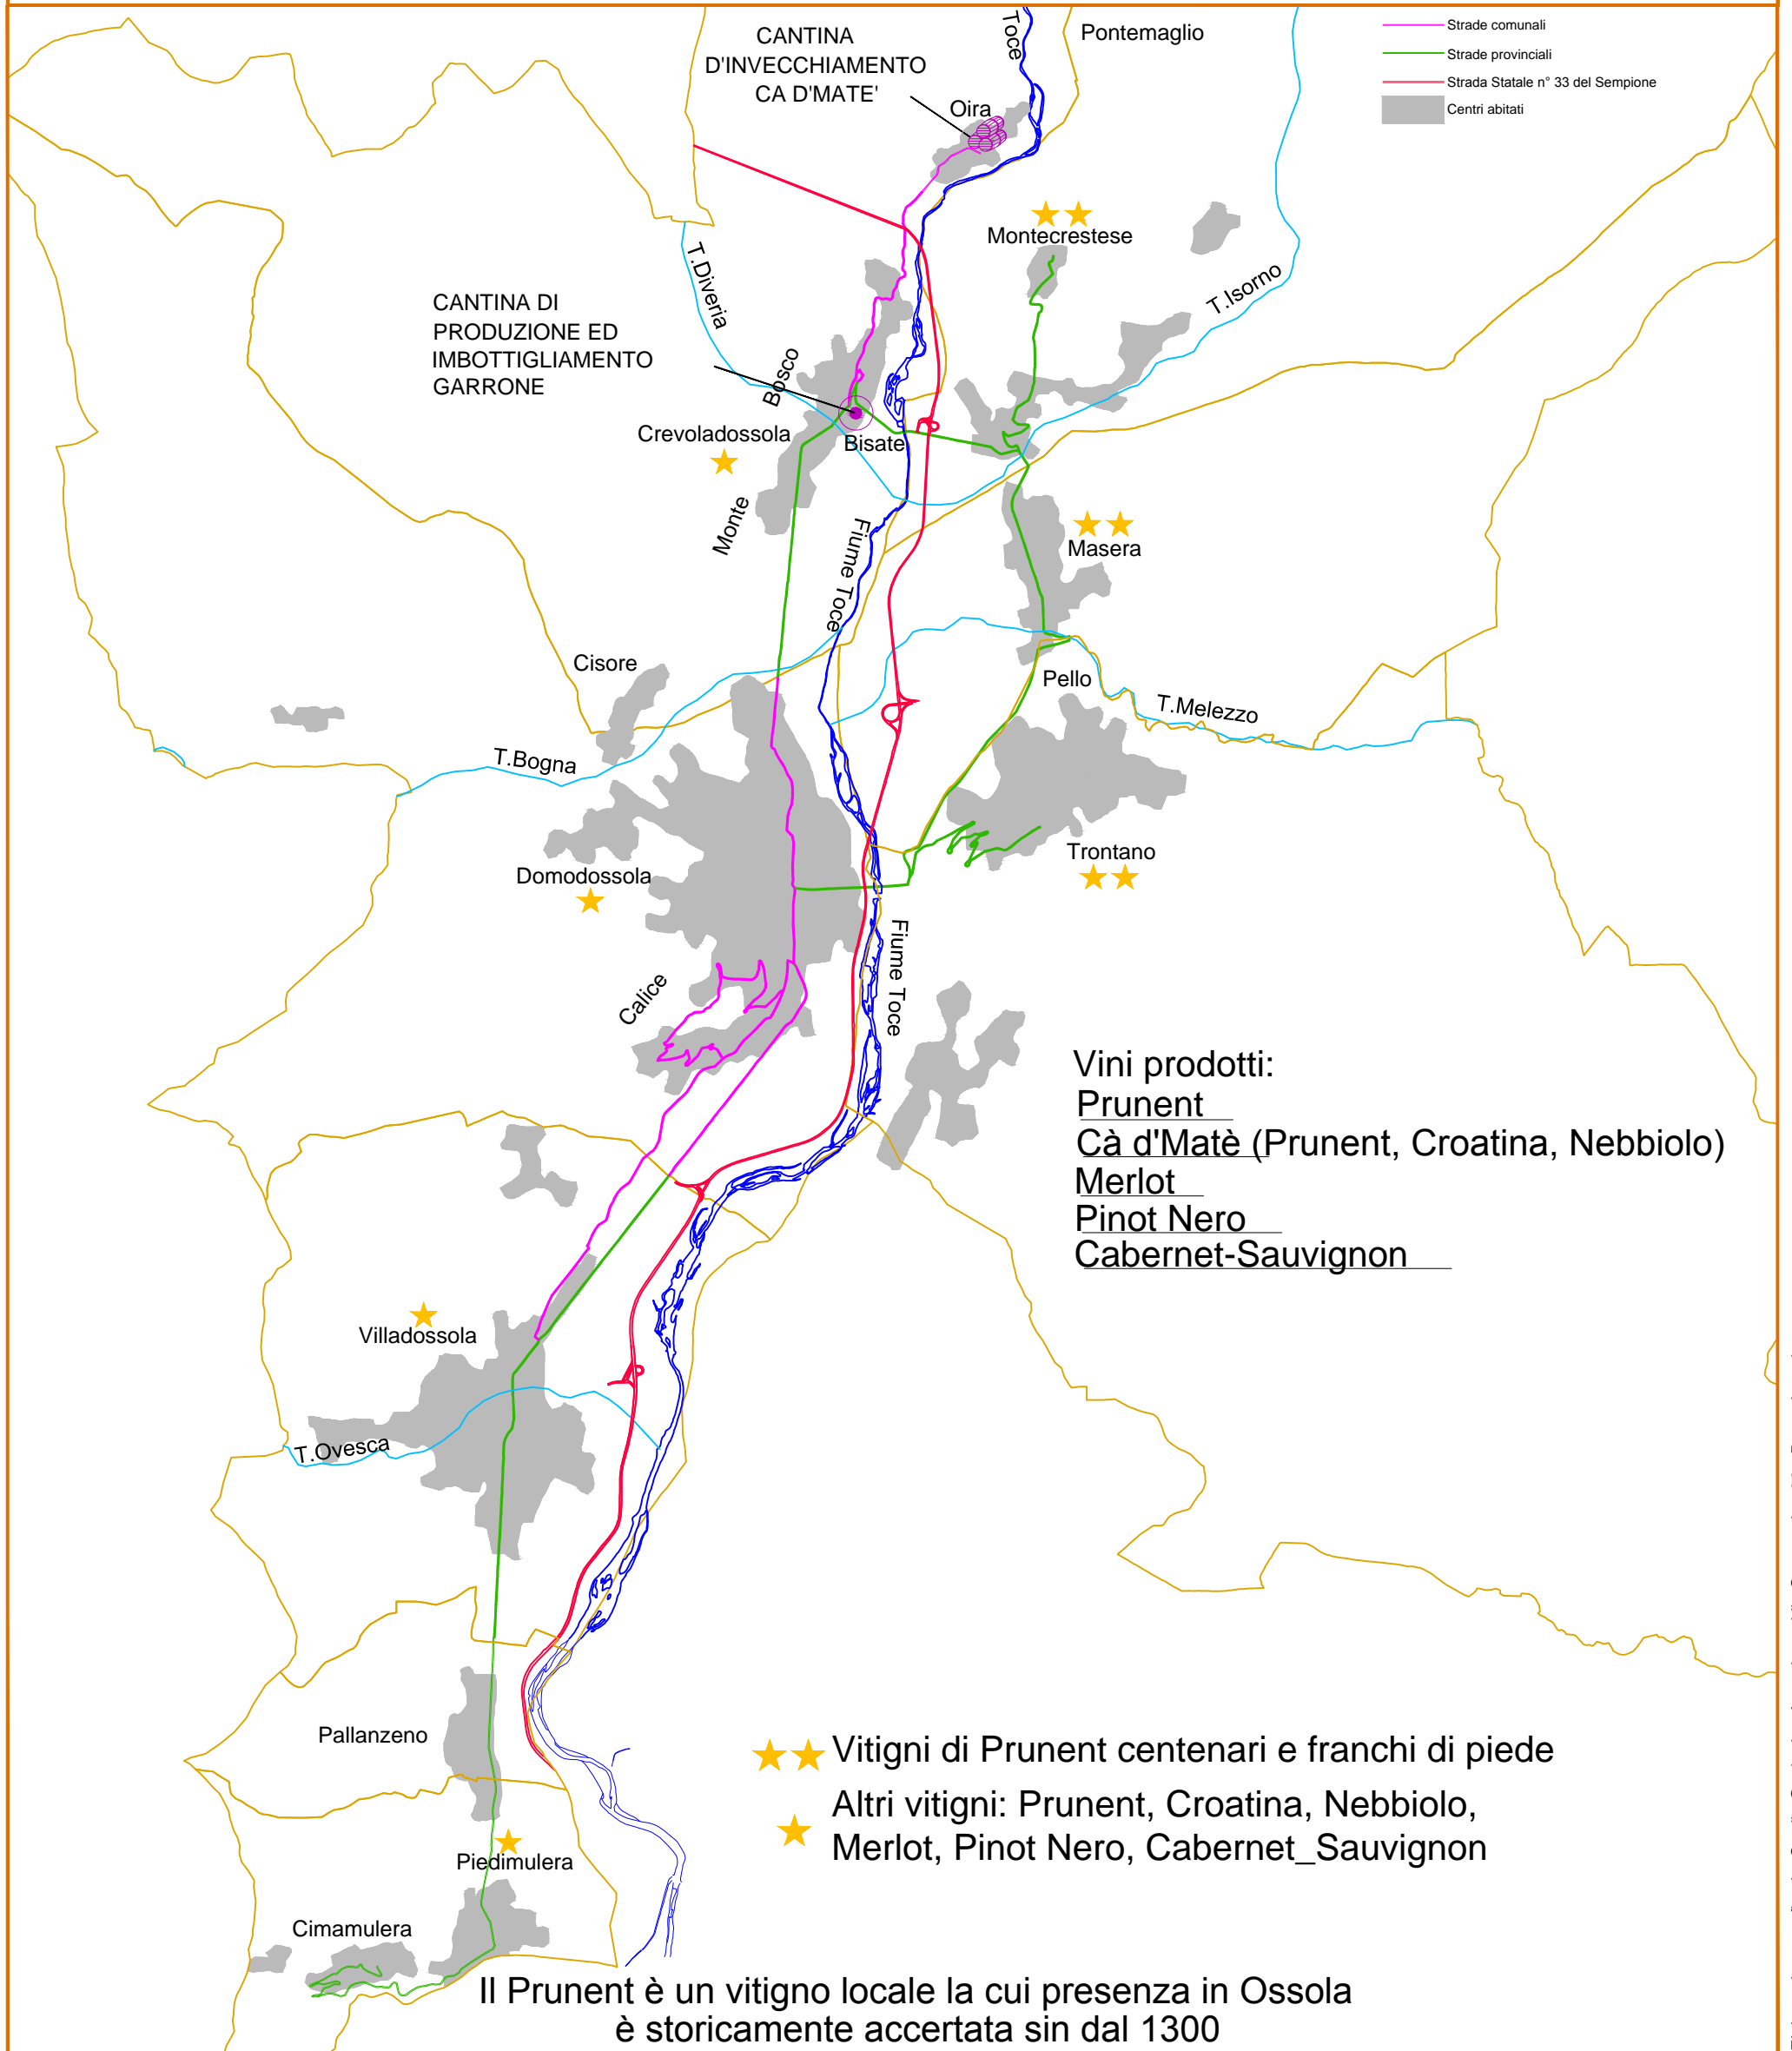 Toce
Pontemaglio
Strade comunali
Strade provinciali
Strada Statale n° 33 del Sempione
Centri abitati
CANTINA
D'INVECCHIAMENTO
CA D'MATE'
Oira
Montecrestese
T.Diveria
T.Isorno
CANTINA DI
PRODUZIONE ED
IMBOTTIGLIAMENTO
GARRONE
Bosco
Crevoladossola
Bisate
Monte
Fiume Toce
Masera
Cisore
Pello
T.Melezzo
T.Bogna
Trontano
Domodossola
Fiume Toce
Calice
Vini prodotti:
Prunent
Cà d'Matè (Prunent, Croatina, Nebbiolo)
Merlot
Pinot Nero
Cabernet-Sauvignon
Villadossola
T.Ovesca
Pallanzeno
Vitigni di Prunent centenari e franchi di piede
Altri vitigni: Prunent, Croatina, Nebbiolo,
Merlot, Pinot Nero, Cabernet_Sauvignon
Piedimulera
Cimamulera
Il Prunent è un vitigno locale la cui presenza in Ossola
è storicamente accertata sin dal 1300